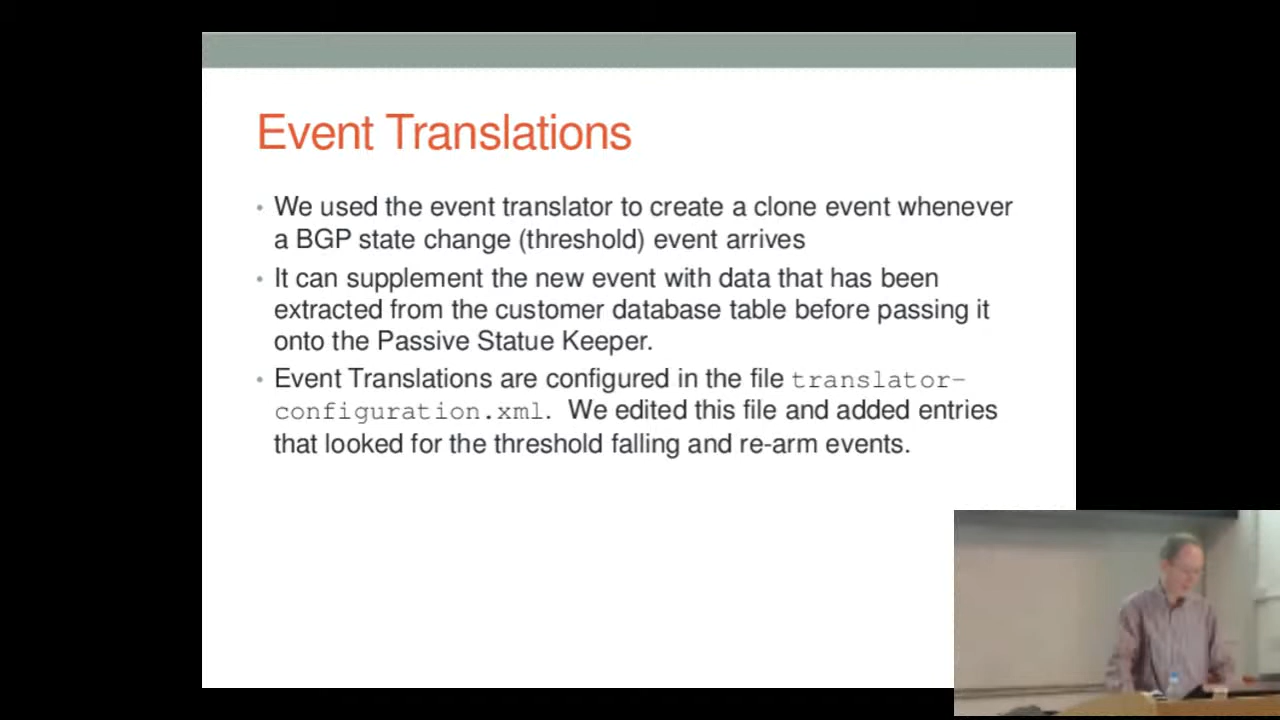 Event Translations
• We used the event translator to create a clone event whenever
a BGP state change (threshold) event arrives
• It can supplement the new event with data that has been
extracted from the customer database table before passing it
onto the Passive Statue Keeper.
• Event Translations are configured in the file translator-
configuration.xml. We edited this file and added entries
that looked for the threshold falling and re-arm events.